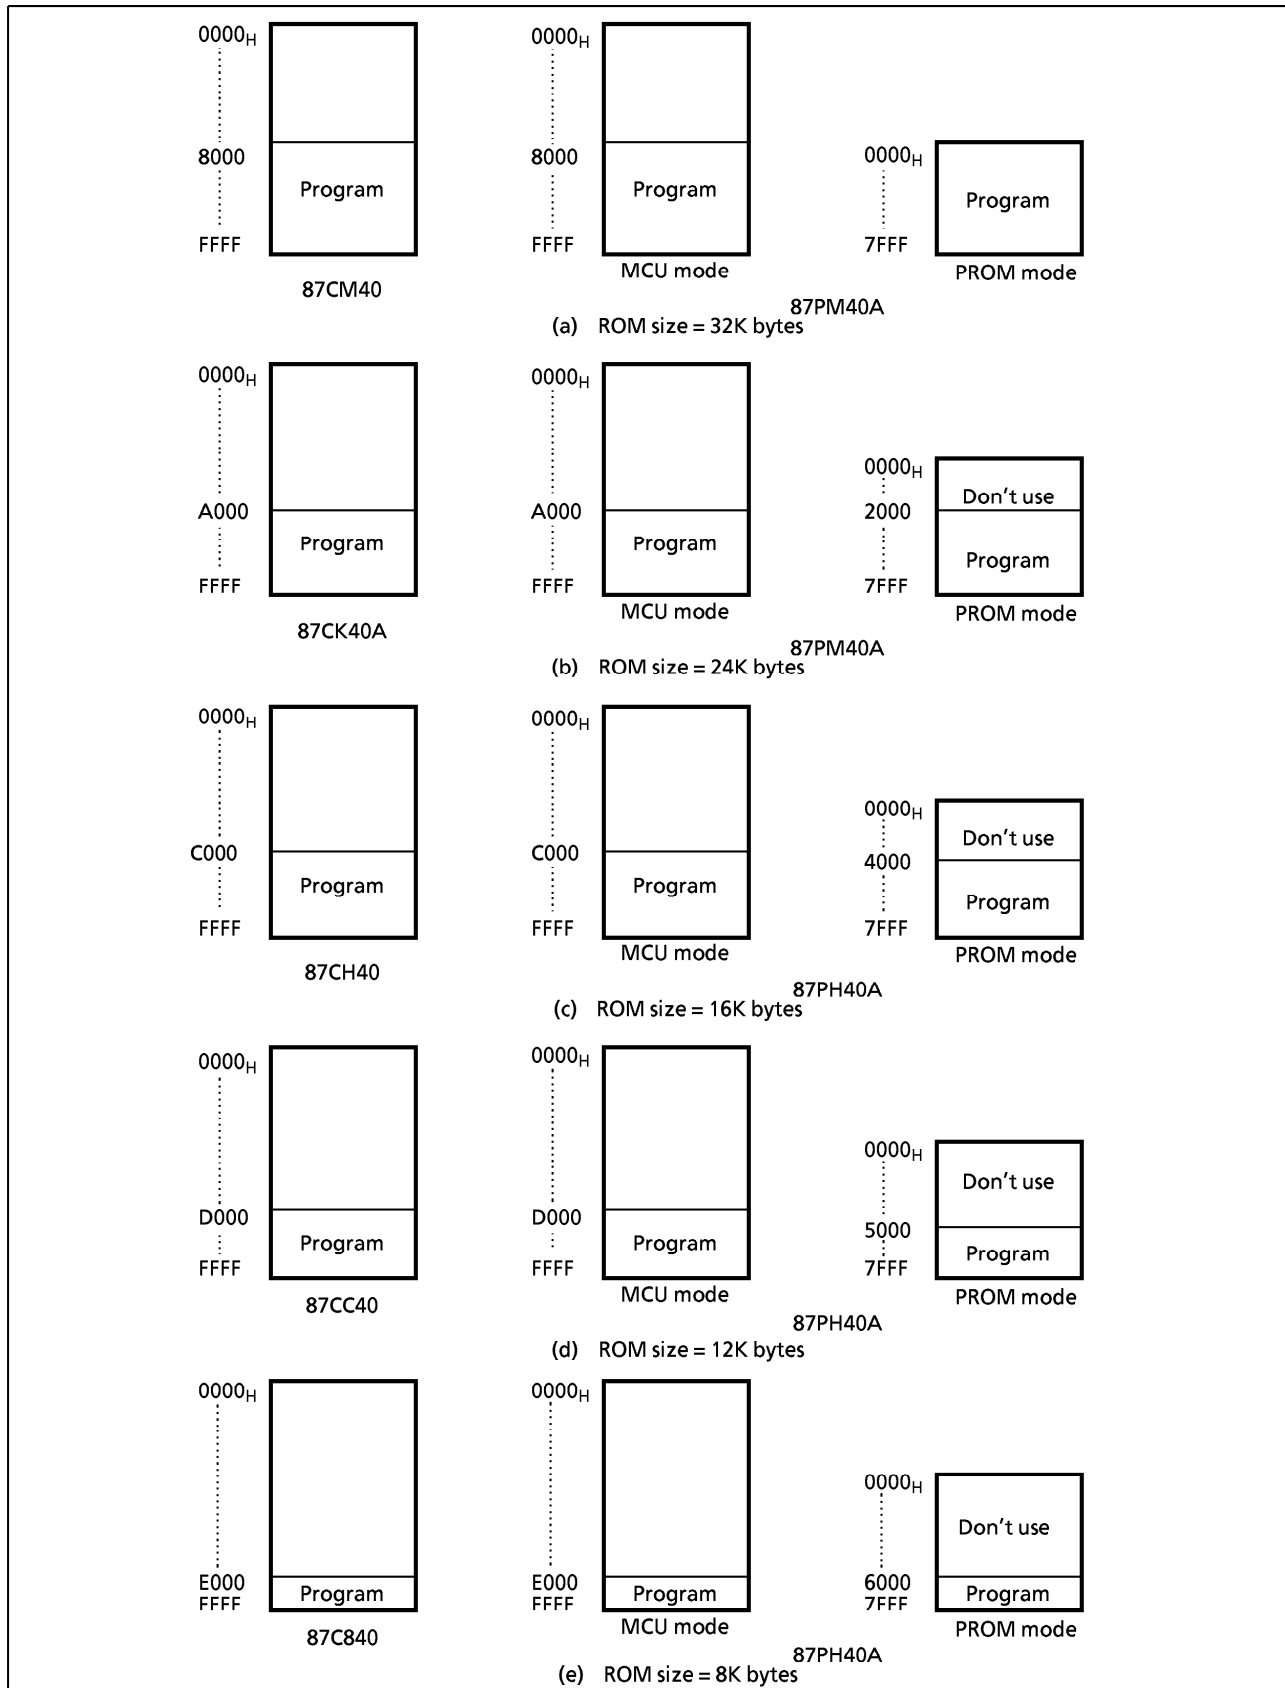 0000H
8000
Program
FFFF
87CM40
0000H
8000
Program
FFFF
MCU mode
0000H
Program
7FFF
PROM mode
87PM40A
(a) ROM size = 32K bytes
0000H
A000
Program
FFFF
87CK40A
0000H
A000
Program
FFFF
MCU mode
0000H
Don't use
2000
Program
7FFF
PROM mode
87PM40A
(b) ROM size = 24K bytes
0000H
C000
Program
FFFF
87CH40
0000H
C000
Program
FFFF
MCU mode
0000H
Don't use
4000
Program
7FFF
PROM mode
87PH40A
(c) ROM size = 16K bytes
0000H
D000
Program
FFFF
87CC40
0000H
D000
Program
FFFF
MCU mode
0000H
Don't use
5000
Program
7FFF
PROM mode
87PH40A
(d) ROM size = 12K bytes
0000H
E000
Program
FFFF
87C840
0000H
E000
Program
FFFF
MCU mode
0000H
Don't use
6000
Program
7FFF
PROM mode
87PH40A
(e) ROM size = 8K bytes